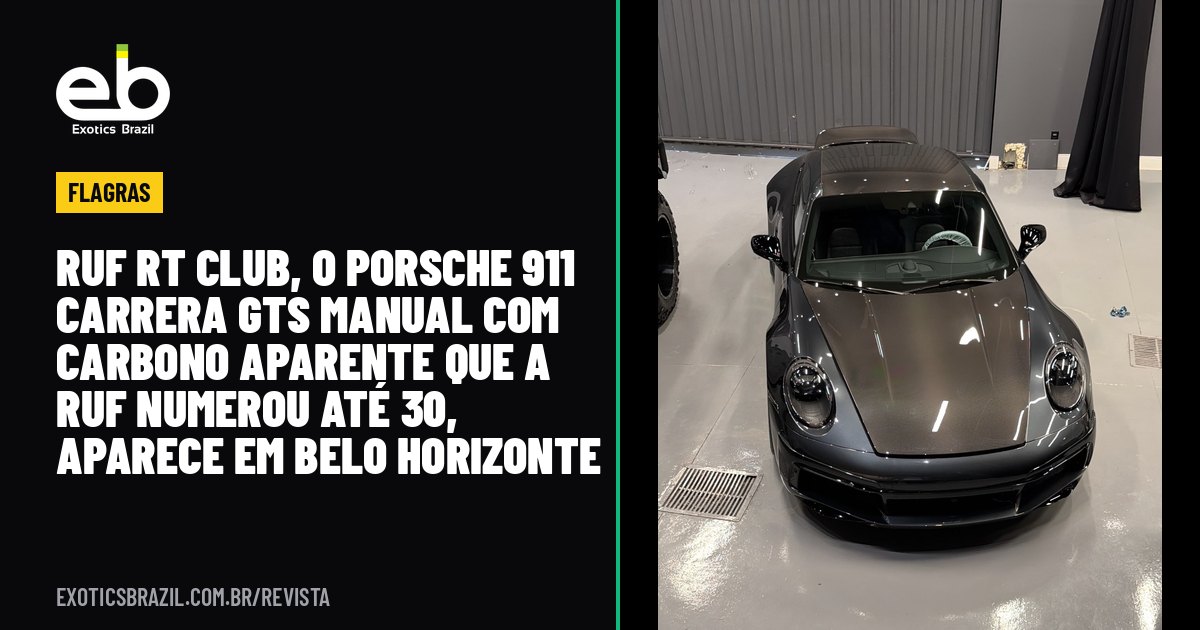 eb
Exotics Brazil
FLAGRAS
RUF RT CLUB, O PORSCHE 911
CARRERA GTS MANUAL COM
CARBONO APARENTE QUE A
RUF NUMEROU ATÉ 30,
APARECE EM BELO HORIZONTE
EXOTICSBRAZIL.COM.BR/REVISTA